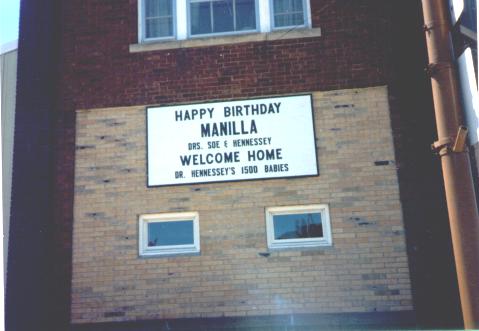 HAPPY BIRTHDAY
MANILLA
DRS. SOE & HENNESSEY
WELCOME HOME
DR. HENNESSEY'S 1500 BABIES